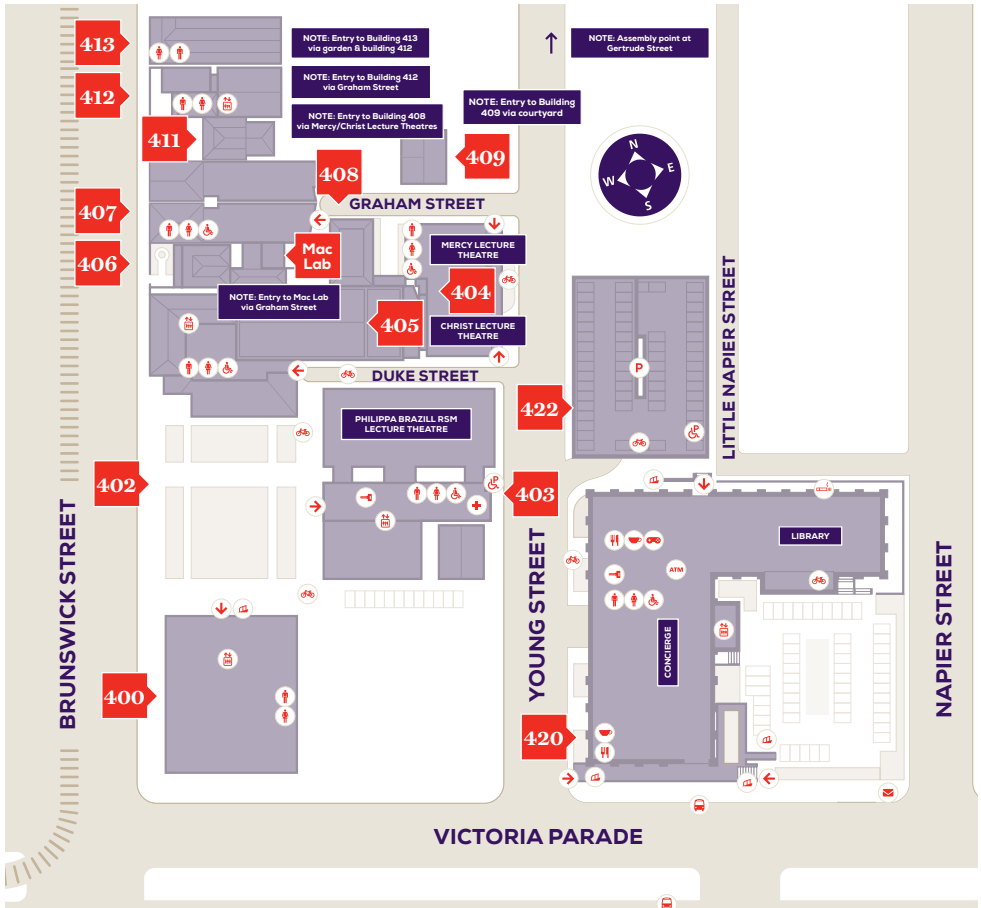 413
NOTE: Entry to Building 413
via garden & building 412
NOTE: Assembly point at
Gertrude Street
412
NOTE: Entry to Building 412
via Graham Street
NOTE: Entry to Building 408
via Mercy/Christ Lecture Theatres
NOTE: Entry to Building
409 via courtyard
411
409
408
N
E
W
S
407
GRAHAM STREET
406
Mac
Lab
MERCY LECTURE
THEATRE
404
NOTE: Entry to Mac Lab
via Graham Street
405
CHRIST LECTURE
THEATRE
DUKE STREET
P
LITTLE NAPIER STREET
422
P
PHILIPPA BRAZILL RSM
LECTURE THEATRE
402
P
403
BRUNSWICK STREET
YOUNG STREET
LIBRARY
ATM
NAPIER STREET
CONCIERGE
400
420
VICTORIA PARADE